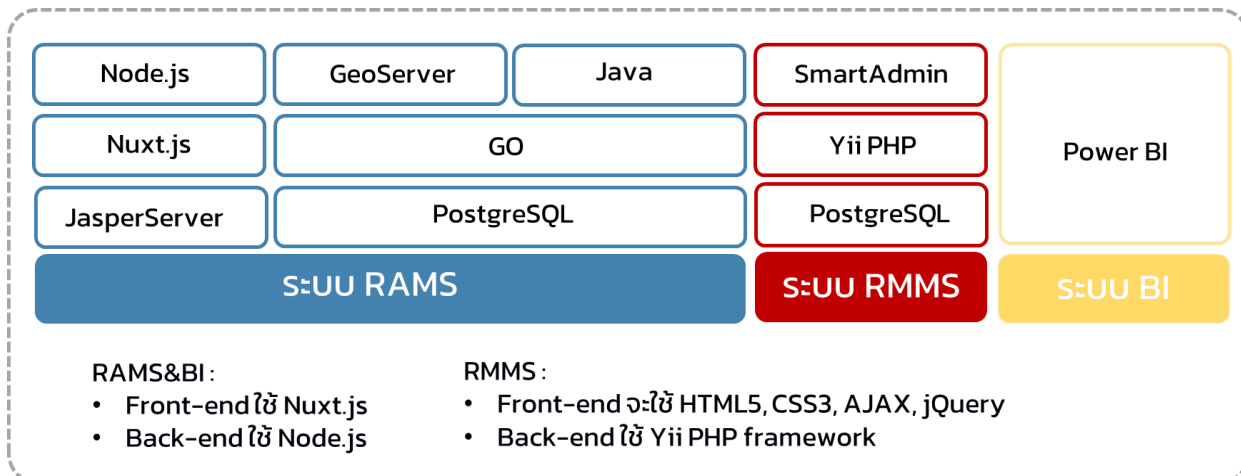 Node.js
GeoServer
Java
SmartAdmin
Power BI
Nuxt.js
GO
Yii PHP
JasperServer
PostgreSQL
PostgreSQL
ระบบ RAMS
ระบบ RMMS
ระบบ BI
RAMS&BI :
• Front-end ใช้ Nuxt.js
• Back-end ใช้ Node.js
RMMS :
• Front-end จะใช้ HTML5, CSS3, AJAX, jQuery
• Back-end ใช้ Yii PHP framework